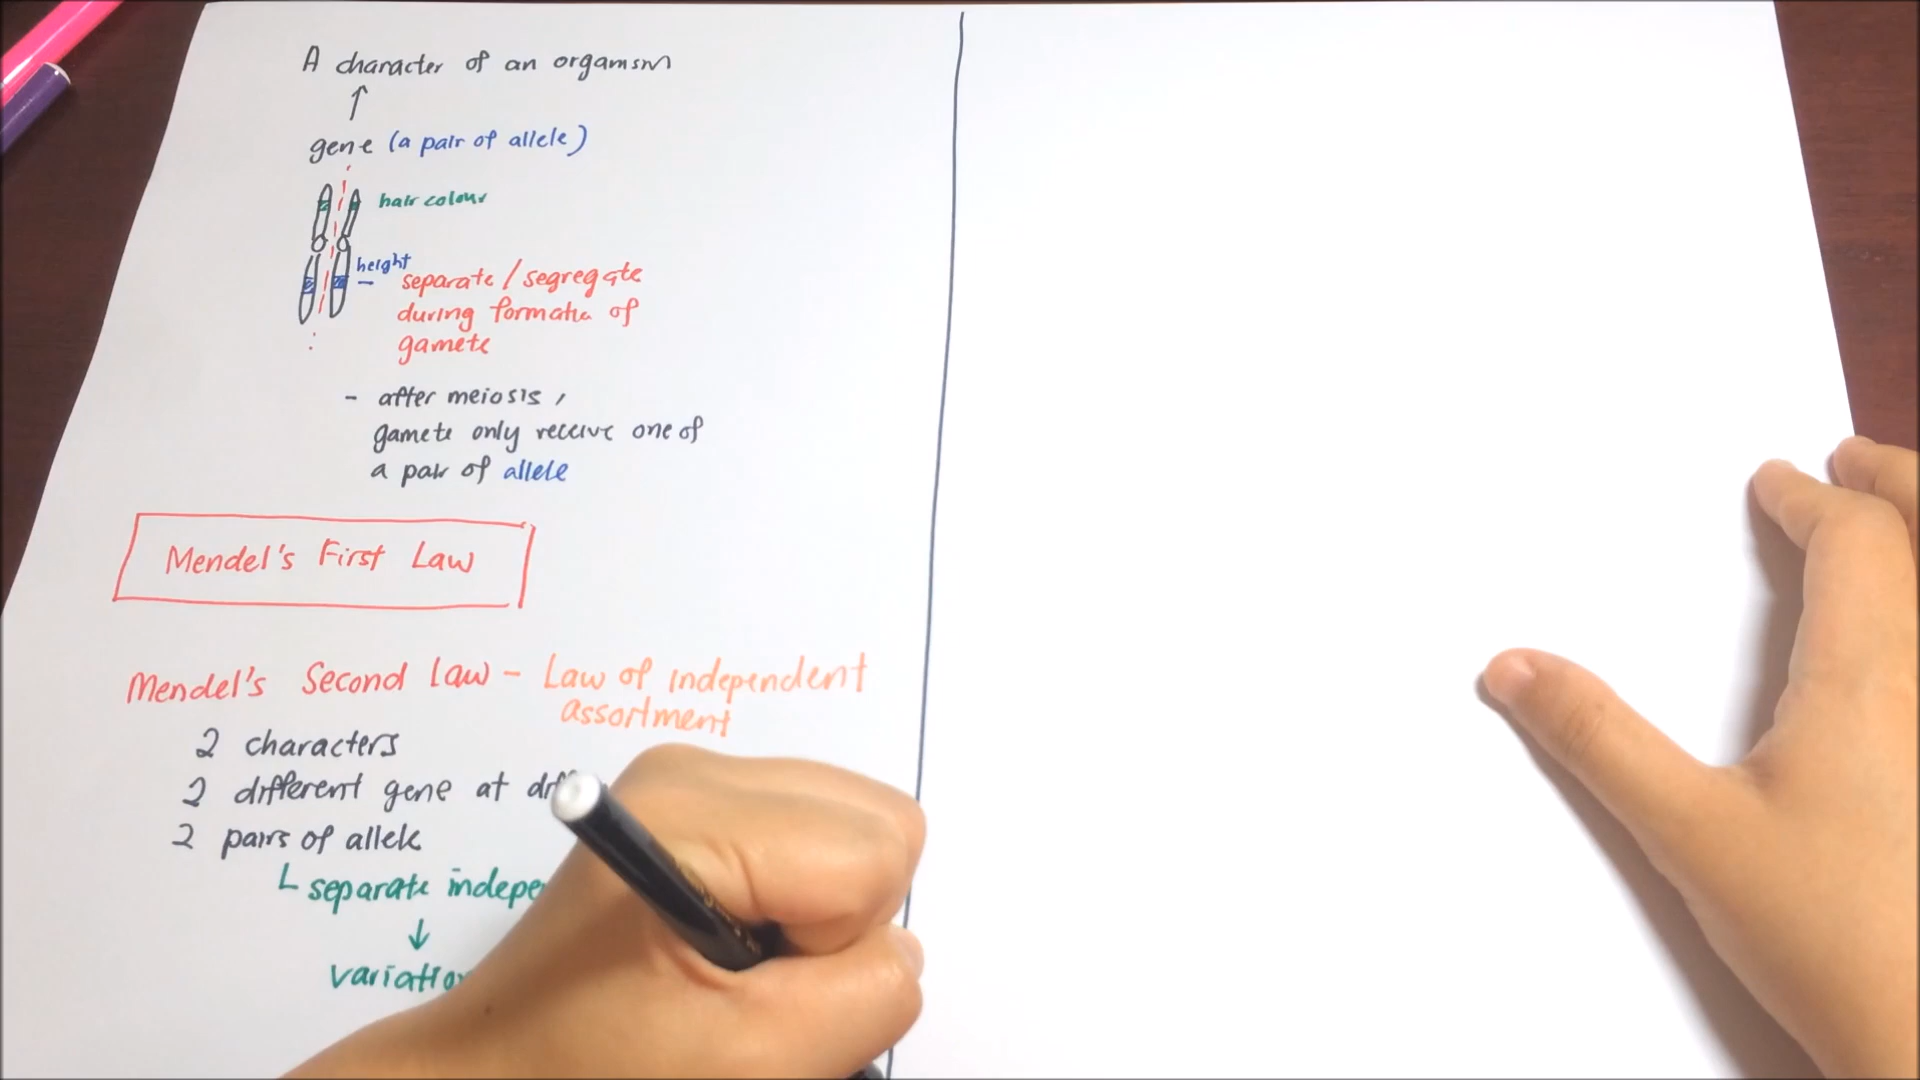 A character of an organism
gene (a pair of allele)
hair colour
height
separate / segregate
during formation of
gamete
- after meiosis,
gamete only receive one of
a pair of allele
Mendel's First Law
Mendel's Second Law - Law of independent
assortment
2 characters
2 different gene at
2 pairs of allele
separate
variation